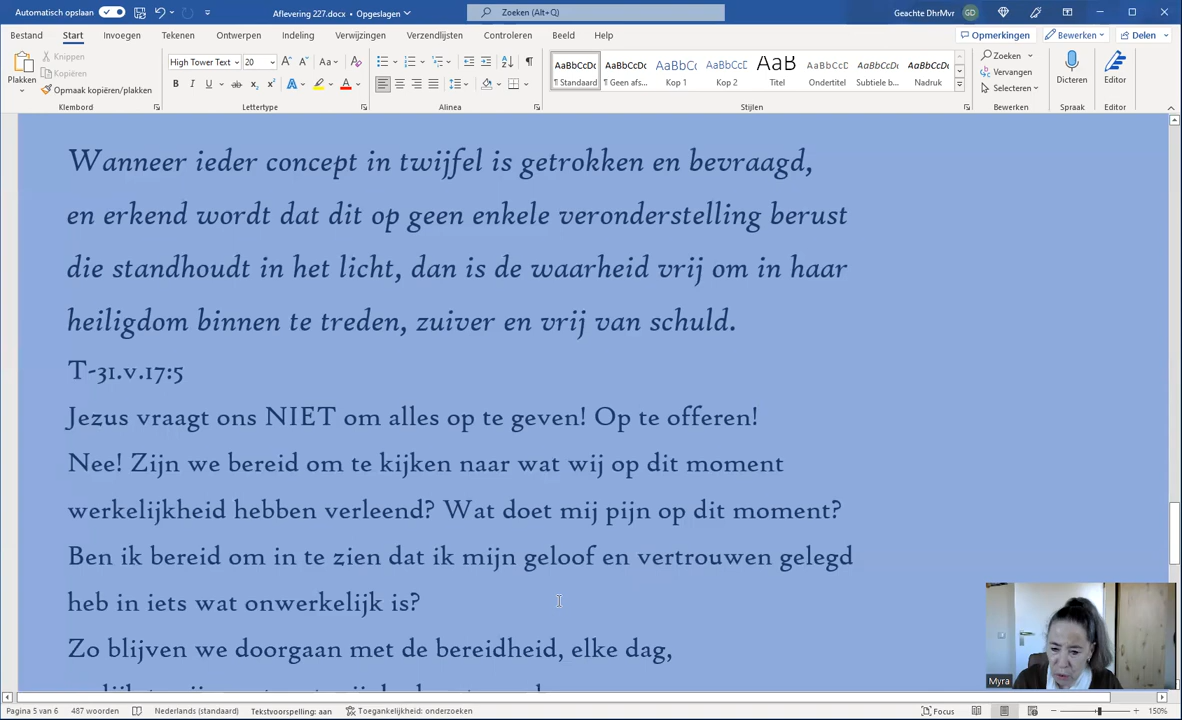 Automatisch opslaan
Aflevering 227.docx • Opgeslagen
Zoeken (Alt+Q)
Geachte DhrMvr
GD
Bestand Start Invoegen Tekenen Ontwerpen Indeling Verwijzingen Verzendlijsten Controleren Beeld Help
Opmerkingen Bewerken Delen
Plakken
Knippen
Kopiëren
Opmaak kopiëren/plakken
Klembord
High Tower Text 20
Lettertype
Alinea
AaBbCcDc AaBbCcDc AaBbCc AaBbCcD AaB AaBbCcD AaBbCcDc AaBbCcDc
¶ Standaard ¶ Geen afs... Kop 1 Kop 2 Titel Ondertitel Subtiele b... Nadruk
Stijlen
Zoeken
Vervangen
Selecteren
Bewerken
Dicteren
Spraak
Editor
Editor
Wanneer ieder concept in twijfel is getrokken en bevraagd,
en erkend wordt dat dit op geen enkele veronderstelling berust
die standhoudt in het licht, dan is de waarheid vrij om in haar
heiligdom binnen te treden, zuiver en vrij van schuld.
T-31.v.17:5
Jezus vraagt ons NIET om alles op te geven! Op te offeren!
Nee! Zijn we bereid om te kijken naar wat wij op dit moment
werkelijkheid hebben verleend? Wat doet mij pijn op dit moment?
Ben ik bereid om in te zien dat ik mijn geloof en vertrouwen gelegd
heb in iets wat onwerkelijk is?
Zo blijven we doorgaan met de bereidheid, elke dag,
Myra
Pagina 5 van 6 487 woorden Nederlands (standaard) Tekstvoorspelling: aan Toegankelijkheid: onderzoeken Focus 150%